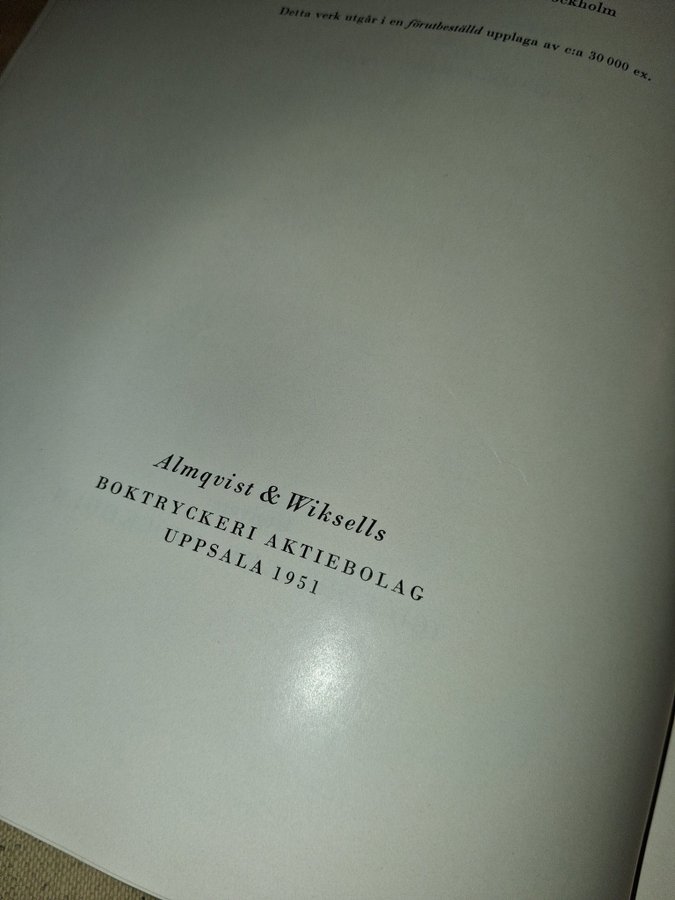 Detta verk utgår i en förutbeställd upplaga av c:a 30 000 ex.
Almqvist & Wiksells
BOKTRYCKERI AKTIEBOLAG
UPPSALA 1951